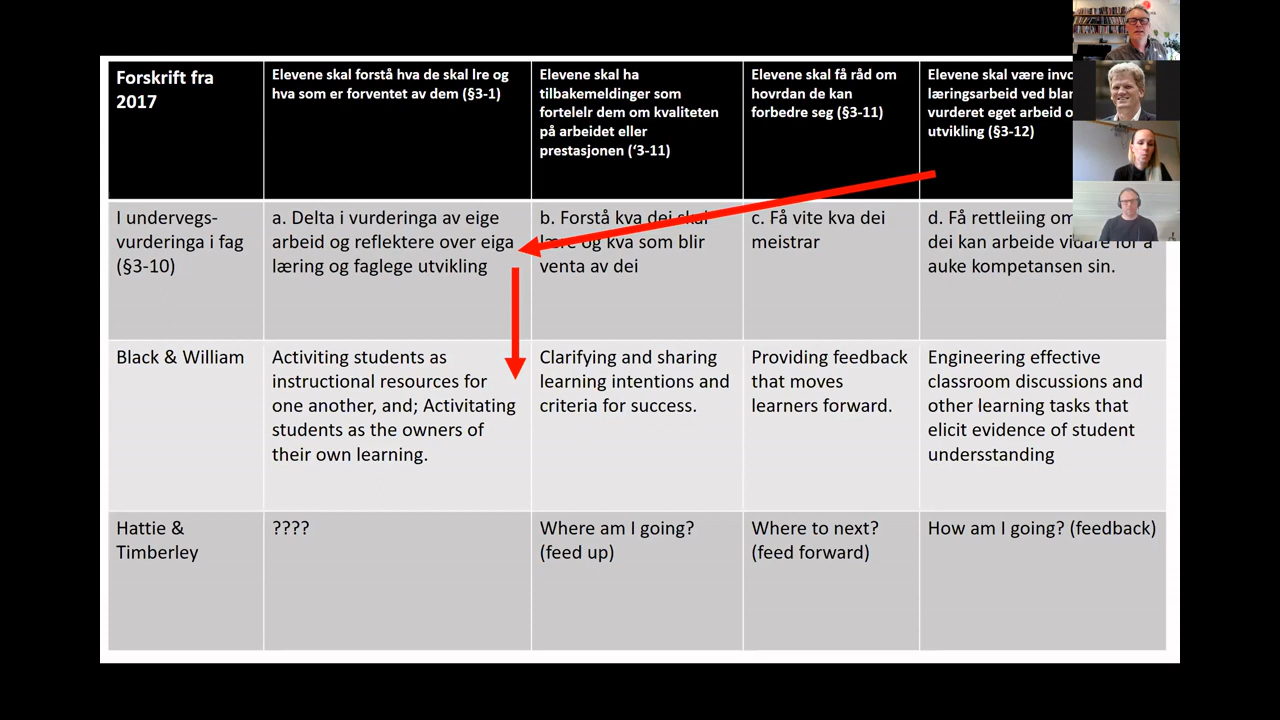 Forskrift fra
2017
Elevene skal forstå hva de skal lre og
hva som er forventet av dem (§3-1)
Elevene skal ha
tilbakemeldinger som
fortelelr dem om kvaliteten
på arbeidet eller
prestasjonen (‘3-11)
Elevene skal få råd om
hovrdan de kan
forbedre seg (§3-11)
Elevene skal være
læringsarbeid ved
vurderet eget arbeid
utvikling (§3-12)
I undervegs-
vurderinga i fag
(§3-10)
a. Delta i vurderinga av eige
arbeid og reflektere over eiga
læring og faglege utvikling
b. Forstå kva dei skal
lære og kva som blir
venta av dei
c. Få vite kva dei
meistrar
d. Få rettleiing om
dei kan arbeide vidare for å
auke kompetansen sin.
Black & William
Activiting students as
instructional resources for
one another, and; Activitating
students as the owners of
their own learning.
Clarifying and sharing
learning intentions and
criteria for success.
Providing feedback
that moves
learners forward.
Engineering effective
classroom discussions and
other learning tasks that
elicit evidence of student
undersstanding
Hattie &
Timberley
????
Where am I going?
(feed up)
Where to next?
(feed forward)
How am I going? (feedback)